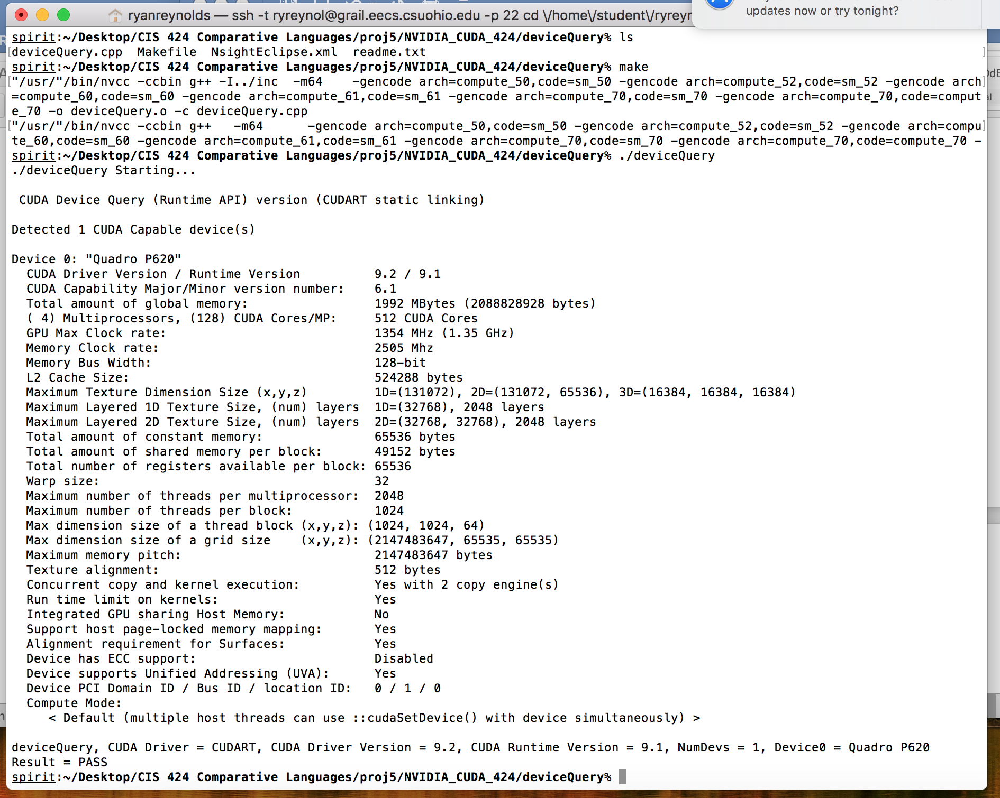 updates now or try tonight?
ryanreynolds — ssh -t ryreynol@grail.eecs.csuohio.edu -p 22 cd \/home\/student\/ryreyr
spirit:~/Desktop/CIS 424 Comparative Languages/proj5/NVIDIA_CUDA_424/deviceQuery% ls
[deviceQuery.cpp  Makefile  NsightEclipse.xml  readme.txt ]
spirit:~/Desktop/CIS 424 Comparative Languages/proj5/NVIDIA_CUDA_424/deviceQuery% make
["/usr/"/bin/nvcc -ccbin g++ -I../inc  -m64    -gencode arch=compute_50,code=sm_50 -gencode arch=compute_52,code=sm_52 -gencode arch]
=compute_60,code=sm_60 -gencode arch=compute_61,code=sm_61 -gencode arch=compute_70,code=sm_70 -gencode arch=compute_70,code=comput
e_70 -o deviceQuery.o -c deviceQuery.cpp
["/usr/"/bin/nvcc -ccbin g++   -m64      -gencode arch=compute_50,code=sm_50 -gencode arch=compute_52,code=sm_52 -gencode arch=compu]
te_60,code=sm_60 -gencode arch=compute_61,code=sm_61 -gencode arch=compute_70,code=sm_70 -gencode arch=compute_70,code=compute_70 -
spirit:~/Desktop/CIS 424 Comparative Languages/proj5/NVIDIA_CUDA_424/deviceQuery% ./deviceQuery
./deviceQuery Starting...
CUDA Device Query (Runtime API) version (CUDART static linking)
Detected 1 CUDA Capable device(s)
Device 0: "Quadro P620"
CUDA Driver Version / Runtime Version          9.2 / 9.1
CUDA Capability Major/Minor version number:    6.1
Total amount of global memory:                 1992 MBytes (2088828928 bytes)
( 4) Multiprocessors, (128) CUDA Cores/MP:     512 CUDA Cores
GPU Max Clock rate:                            1354 MHz (1.35 GHz)
Memory Clock rate:                             2505 Mhz
Memory Bus Width:                              128-bit
L2 Cache Size:                                 524288 bytes
Maximum Texture Dimension Size (x,y,z)         1D=(131072), 2D=(131072, 65536), 3D=(16384, 16384, 16384)
Maximum Layered 1D Texture Size, (num) layers  1D=(32768), 2048 layers
Maximum Layered 2D Texture Size, (num) layers  2D=(32768, 32768), 2048 layers
Total amount of constant memory:               65536 bytes
Total amount of shared memory per block:       49152 bytes
Total number of registers available per block: 65536
Warp size:                                     32
Maximum number of threads per multiprocessor:  2048
Maximum number of threads per block:           1024
Max dimension size of a thread block (x,y,z): (1024, 1024, 64)
Max dimension size of a grid size    (x,y,z): (2147483647, 65535, 65535)
Maximum memory pitch:                          2147483647 bytes
Texture alignment:                             512 bytes
Concurrent copy and kernel execution:          Yes with 2 copy engine(s)
Run time limit on kernels:                     Yes
Integrated GPU sharing Host Memory:            No
Support host page-locked memory mapping:       Yes
Alignment requirement for Surfaces:            Yes
Device has ECC support:                        Disabled
Device supports Unified Addressing (UVA):      Yes
Device PCI Domain ID / Bus ID / location ID:   0 / 1 / 0
Compute Mode:
< Default (multiple host threads can use ::cudaSetDevice() with device simultaneously) >
deviceQuery, CUDA Driver = CUDART, CUDA Driver Version = 9.2, CUDA Runtime Version = 9.1, NumDevs = 1, Device0 = Quadro P620
Result = PASS
spirit:~/Desktop/CIS 424 Comparative Languages/proj5/NVIDIA_CUDA_424/deviceQuery%